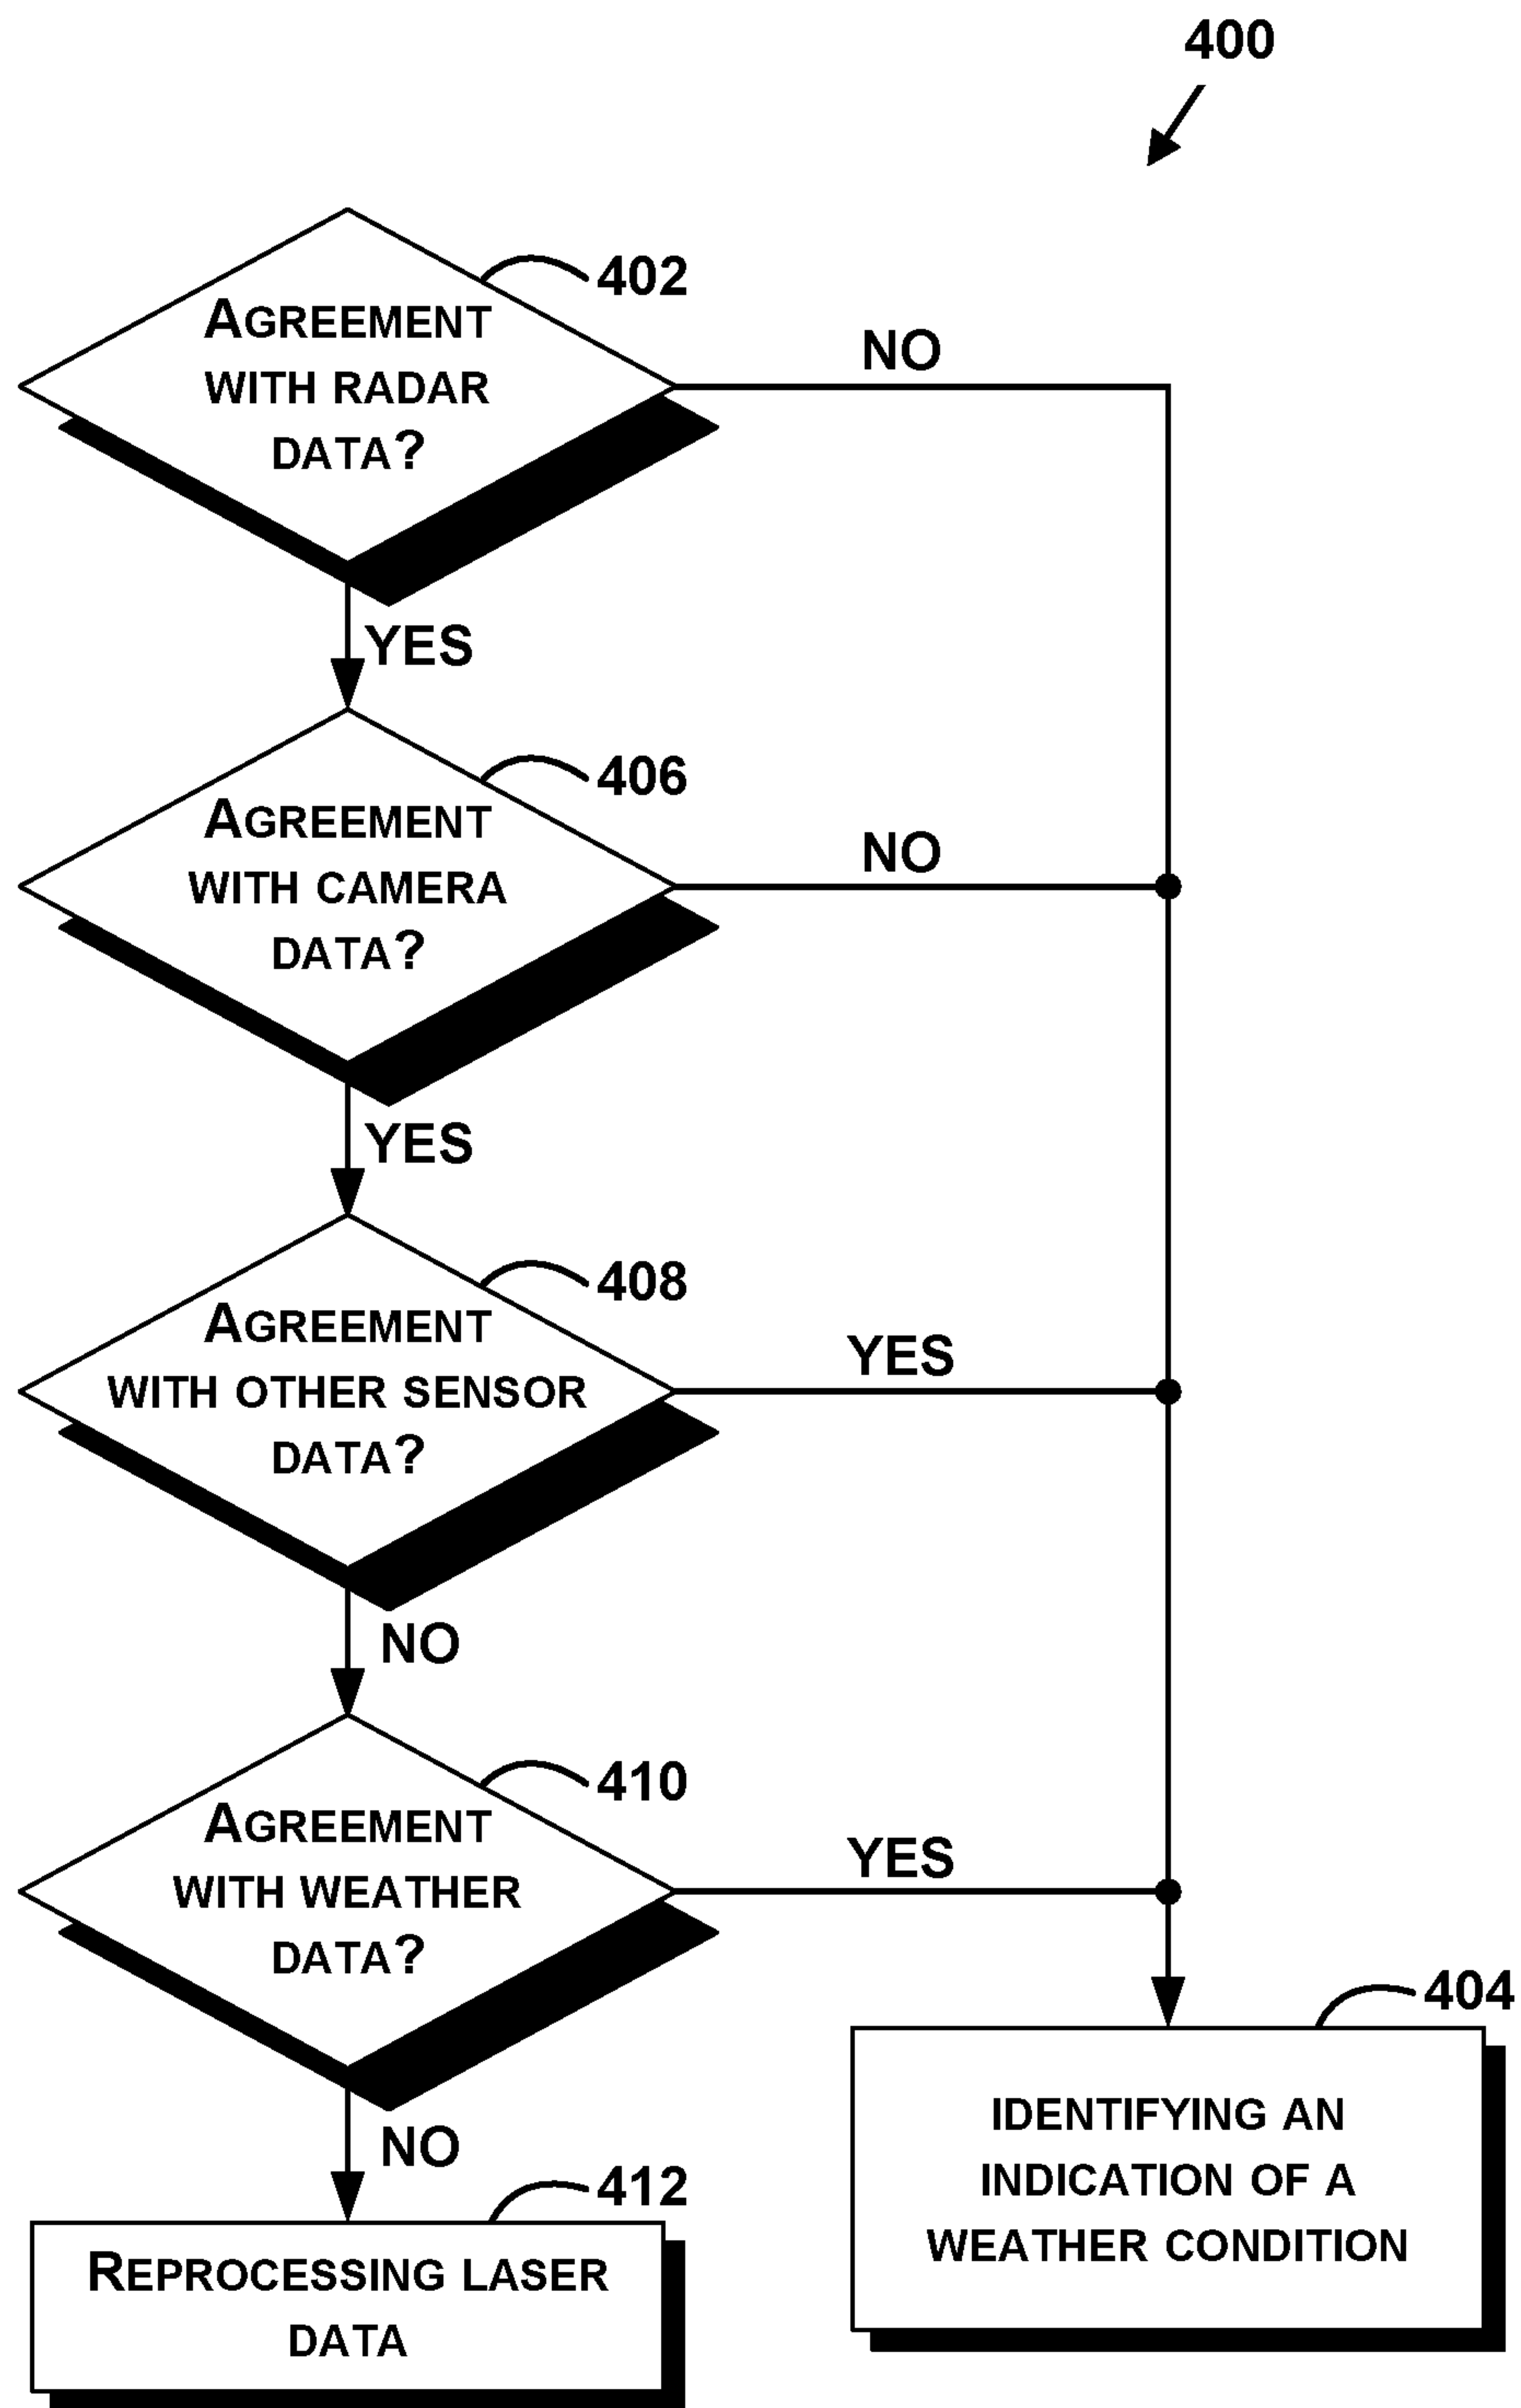 400
402
AGREEMENT
WITH RADAR
DATA?
NO
YES
406
AGREEMENT
WITH CAMERA
DATA?
NO
YES
408
AGREEMENT
WITH OTHER SENSOR
DATA?
YES
NO
410
AGREEMENT
WITH WEATHER
DATA?
YES
NO
404
IDENTIFYING AN
INDICATION OF A
WEATHER CONDITION
412
REPROCESSING LASER
DATA